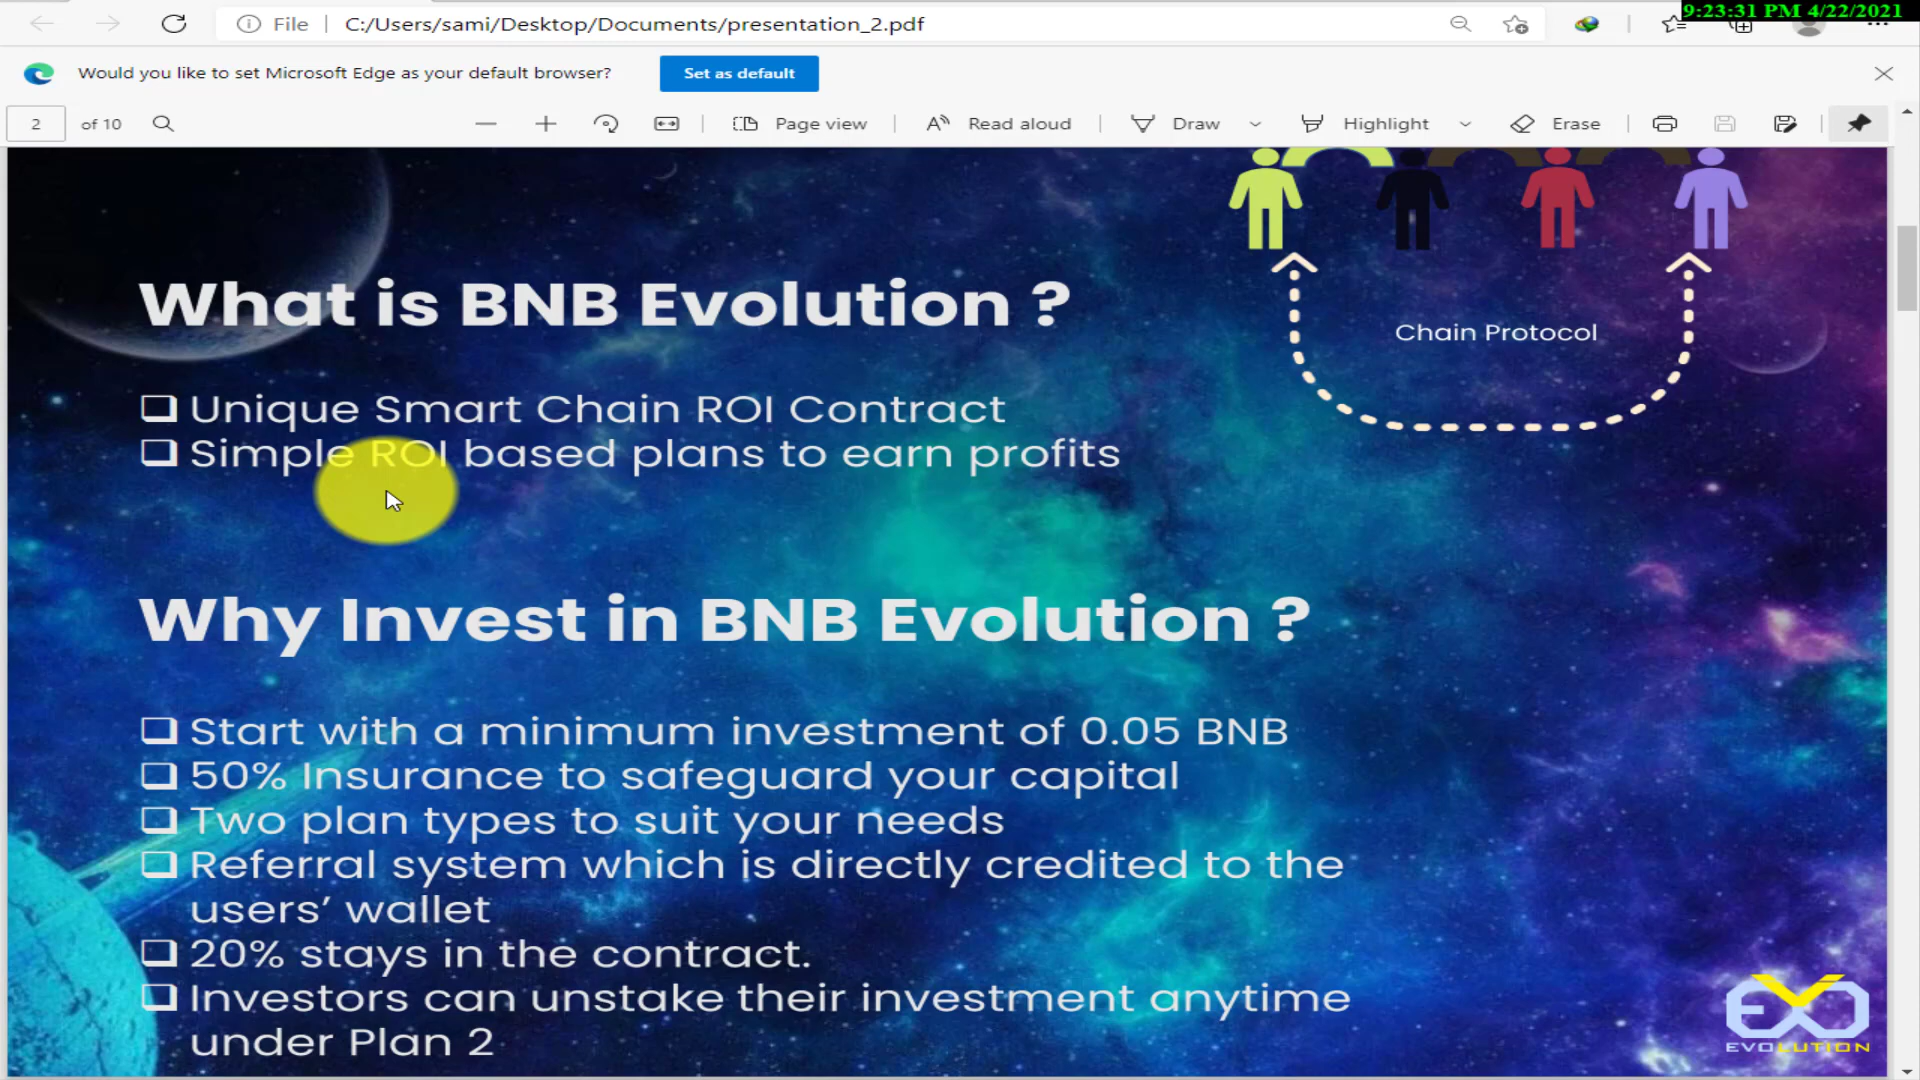 9:23:31 PM 4/22/2021
File C:/Users/sami/Desktop/Documents/presentation_2.pdf
Would you like to set Microsoft Edge as your default browser? Set as default
2 of 10 Page view Read aloud Draw Highlight Erase
What is BNB Evolution ?
Chain Protocol
Unique Smart Chain ROI Contract
Simple ROI based plans to earn profits
Why Invest in BNB Evolution ?
Start with a minimum investment of 0.05 BNB
50% Insurance to safeguard your capital
Two plan types to suit your needs
Referral system which is directly credited to the
users’ wallet
20% stays in the contract.
Investors can unstake their investment anytime
under Plan 2
EVO
EVOLUTION